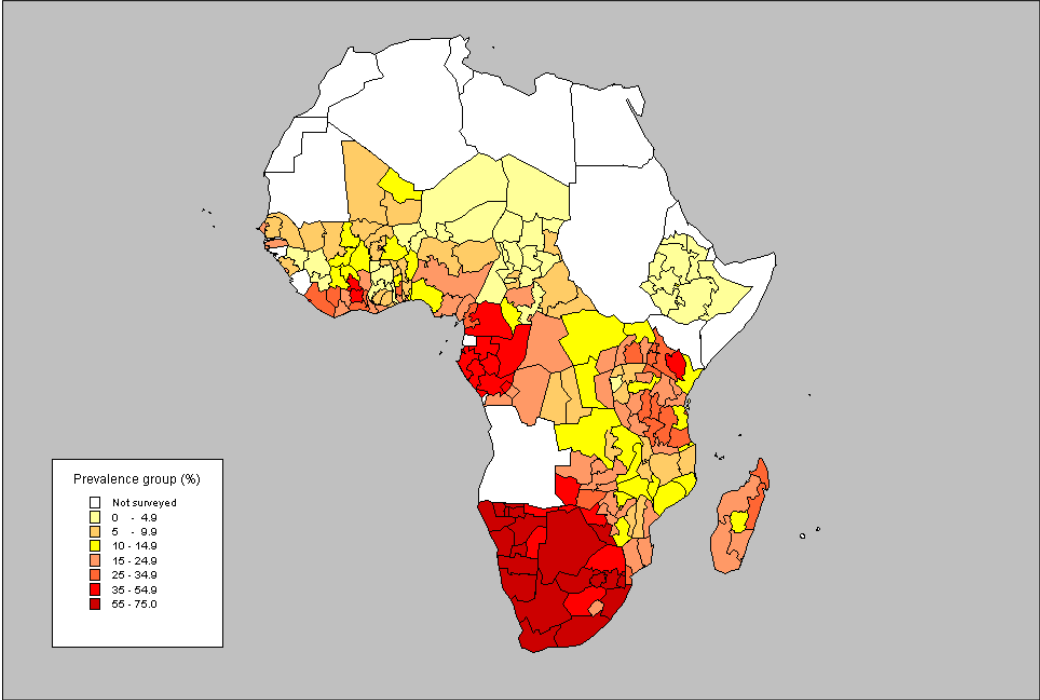 Prevalence group (%)
Not surveyed
0 - 4.9
5 - 9.9
10 - 14.9
15 - 24.9
25 - 34.9
35 - 54.9
55 - 75.0